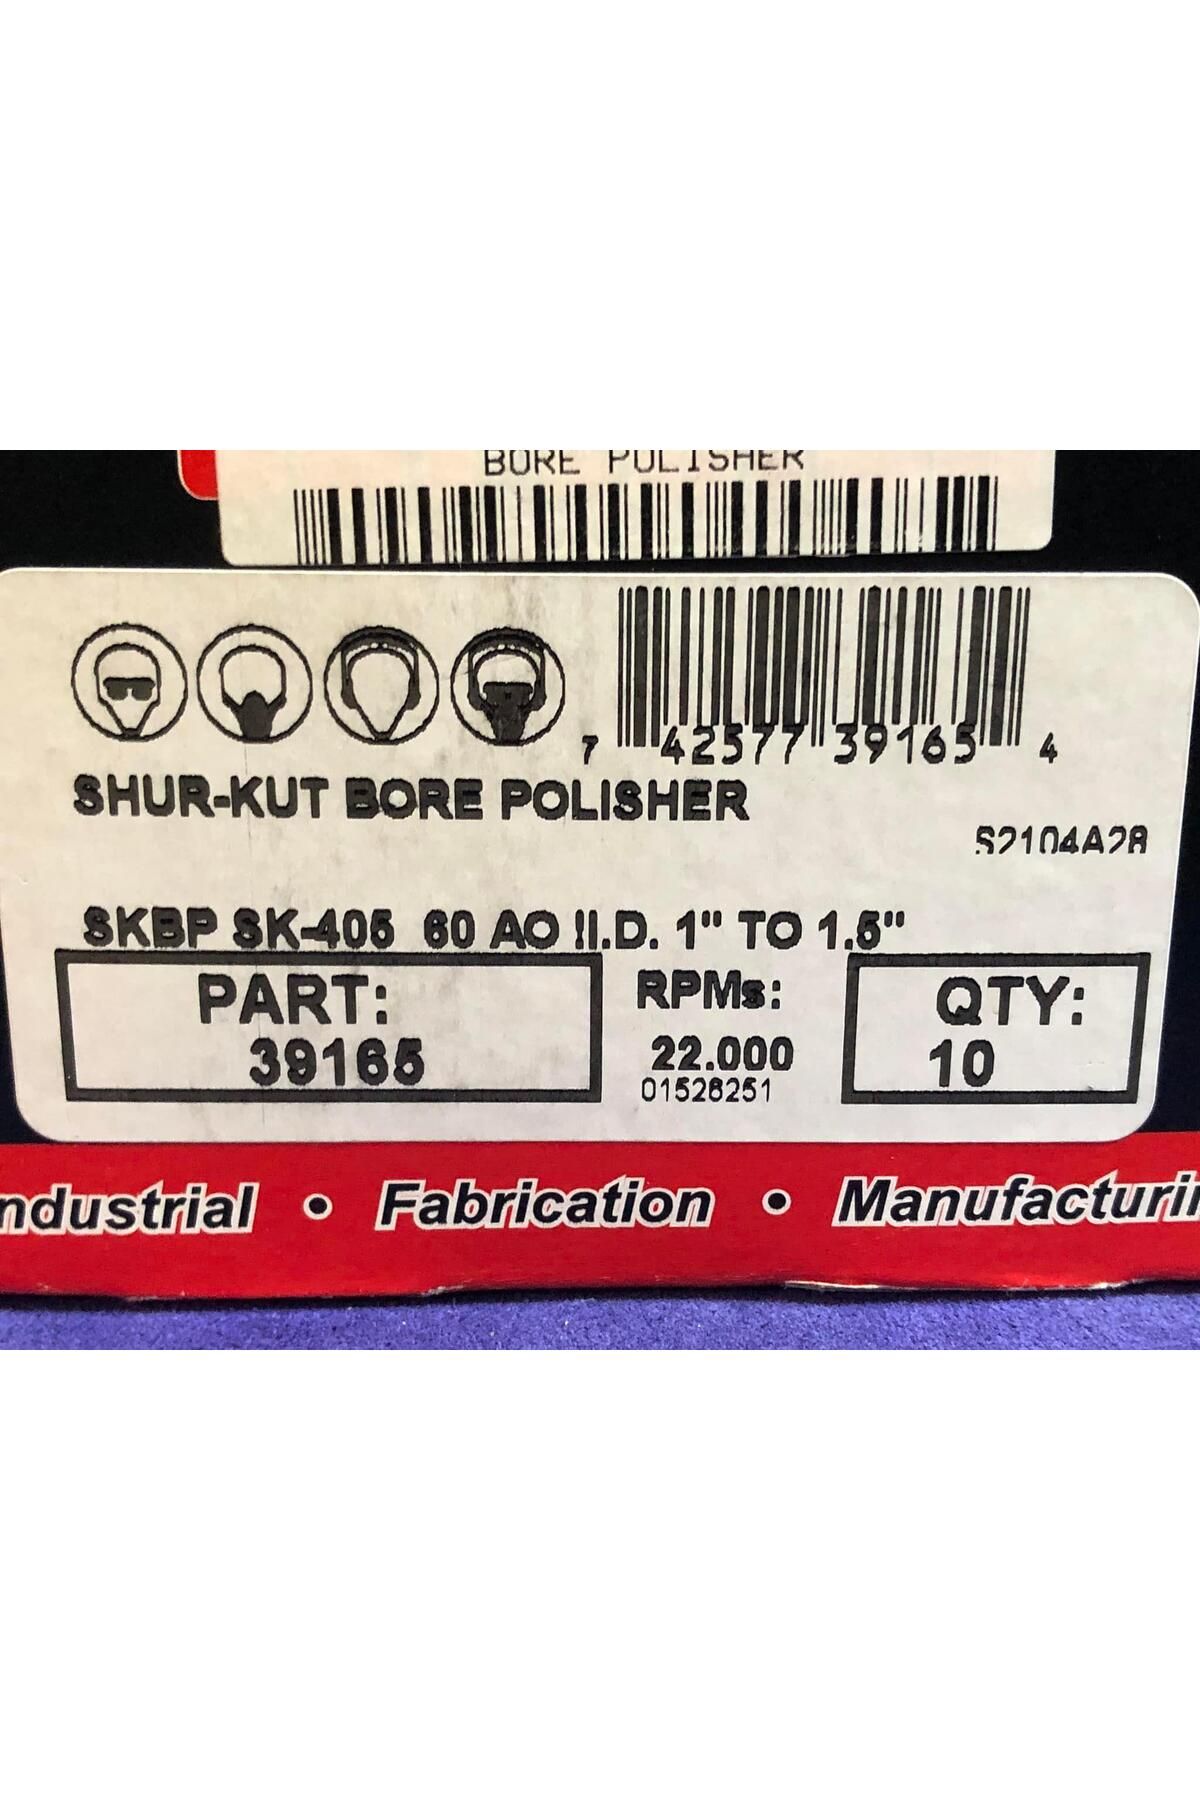 BORE POLISHER
7 42577 39165 4
SHUR-KUT BORE POLISHER
S2104A28
SKBP SK-405 60 AO !I.D. 1" TO 1.5"
PART:
39165
RPMs:
22.000
01528251
QTY:
10
ndustrial • Fabrication • Manufacturin